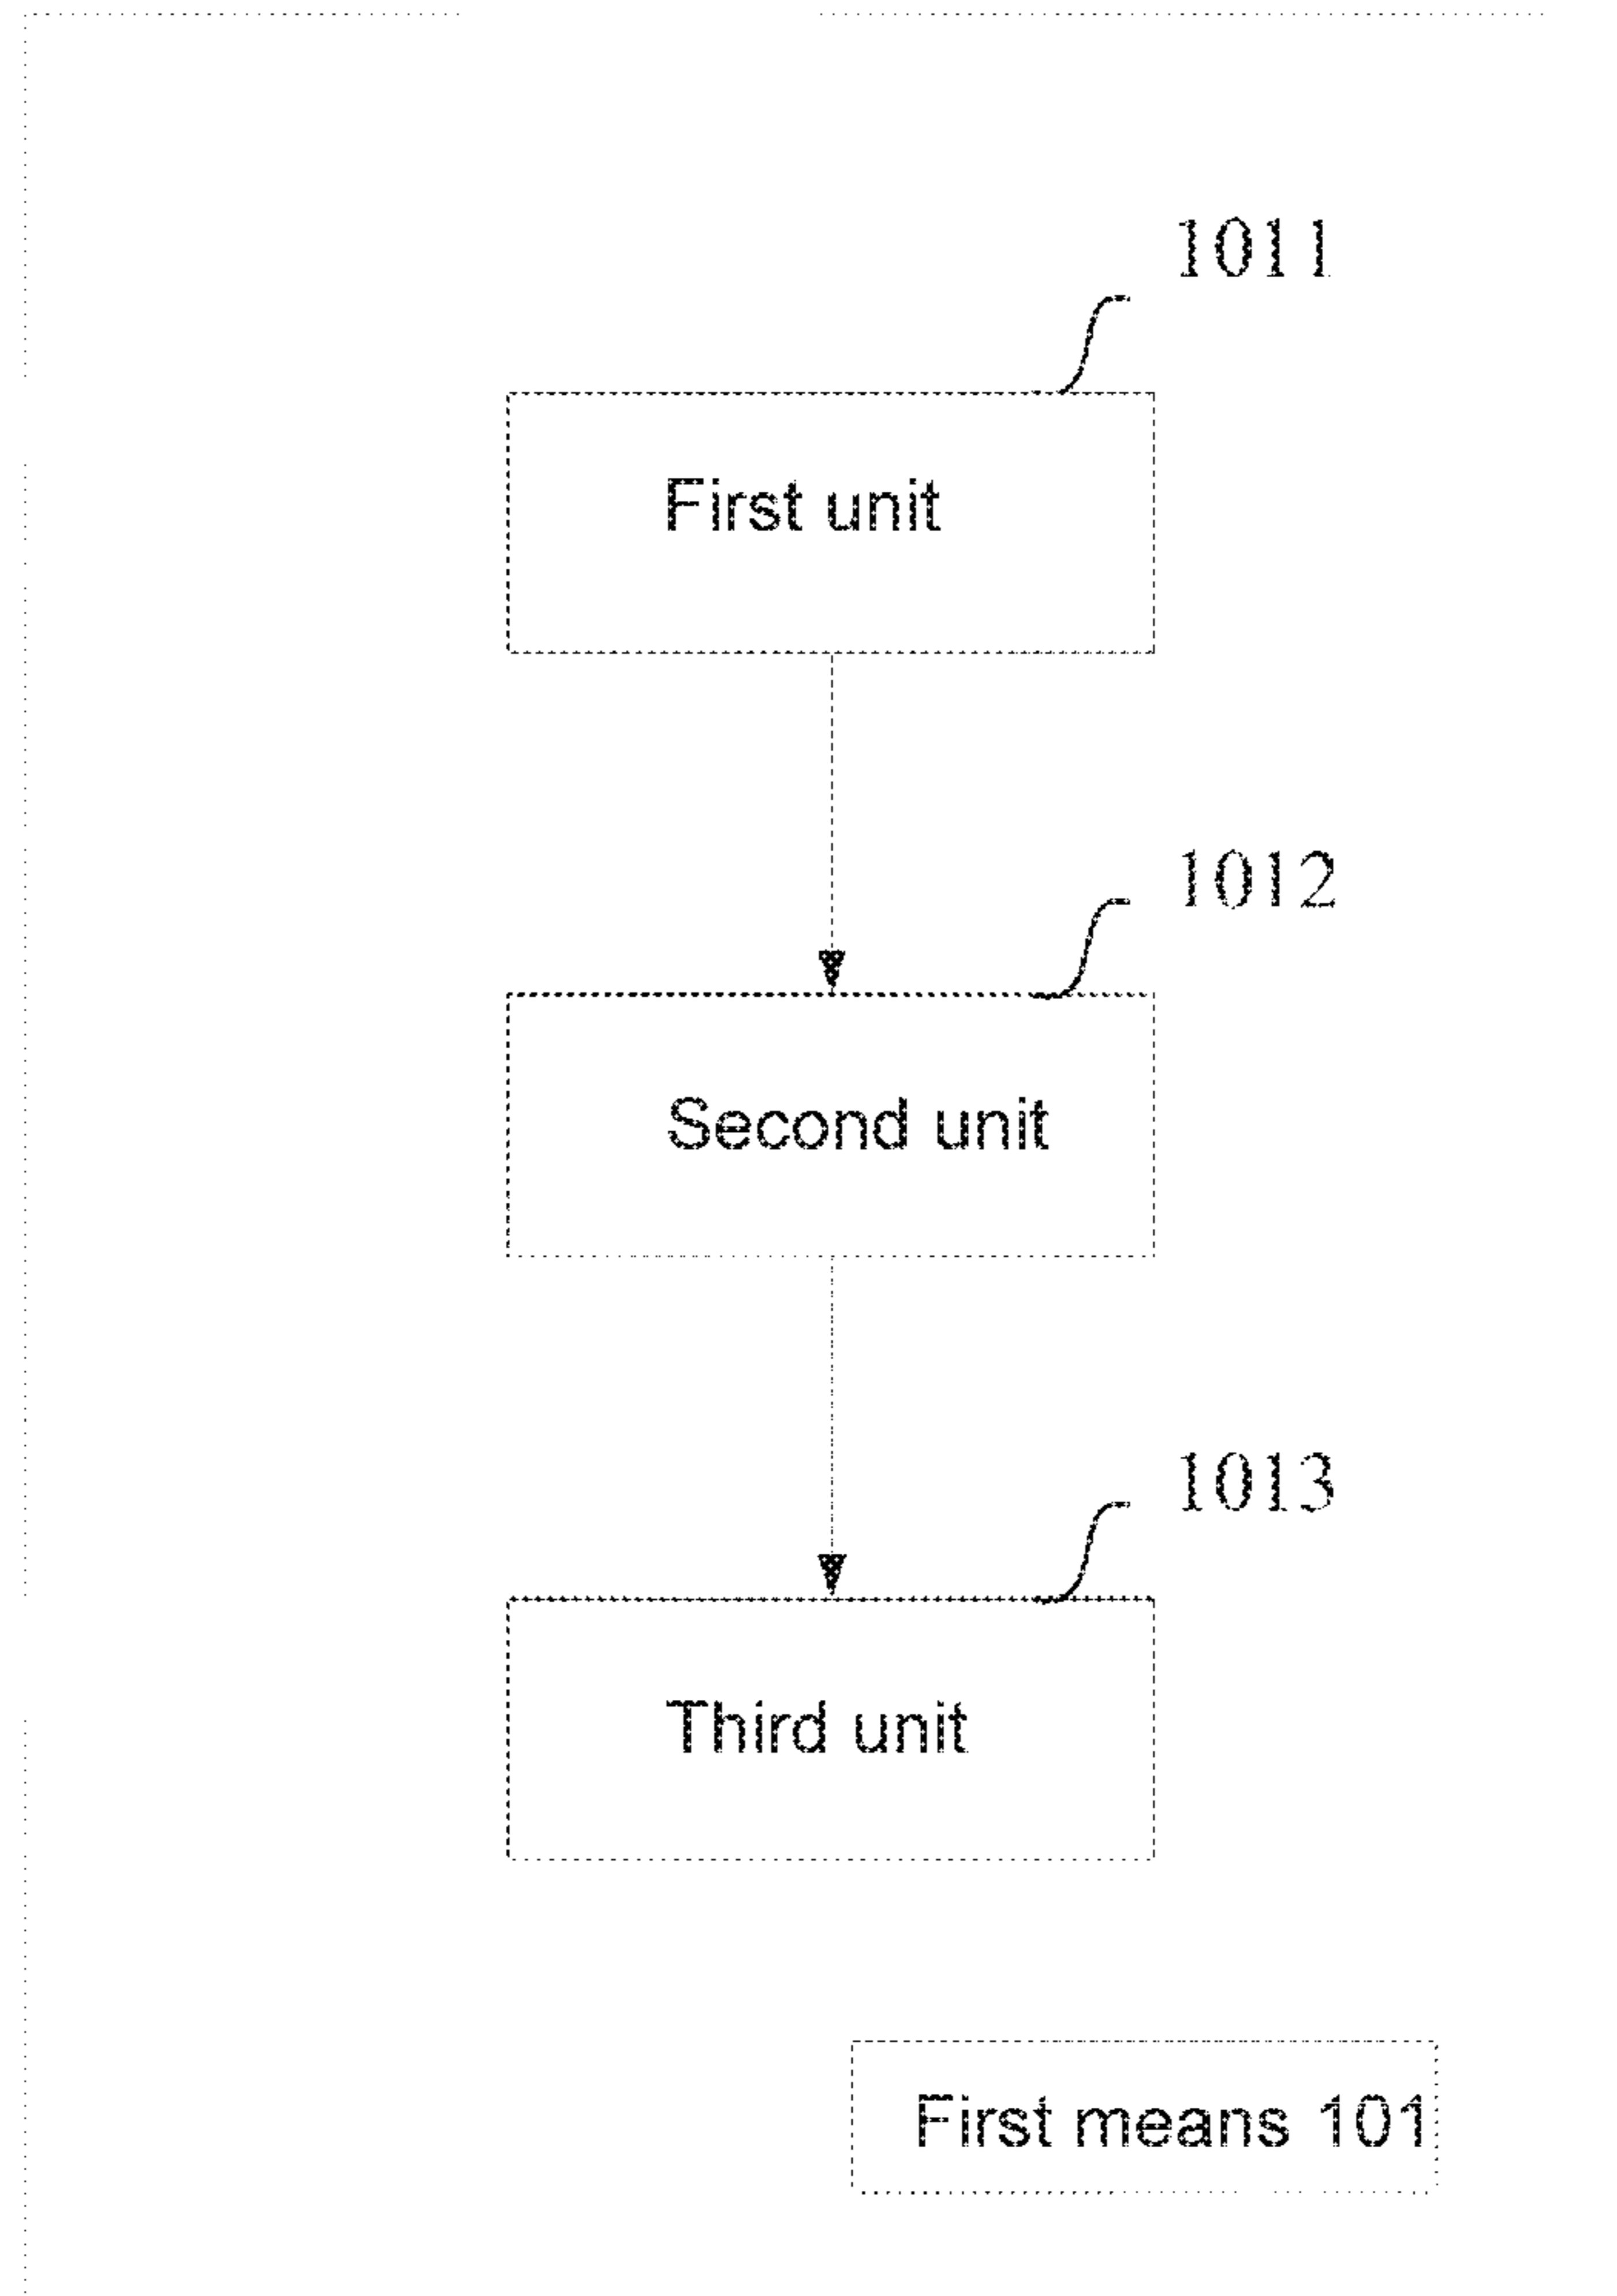 1011
First unit
1012
Second unit
1013
Third unit
First means 101